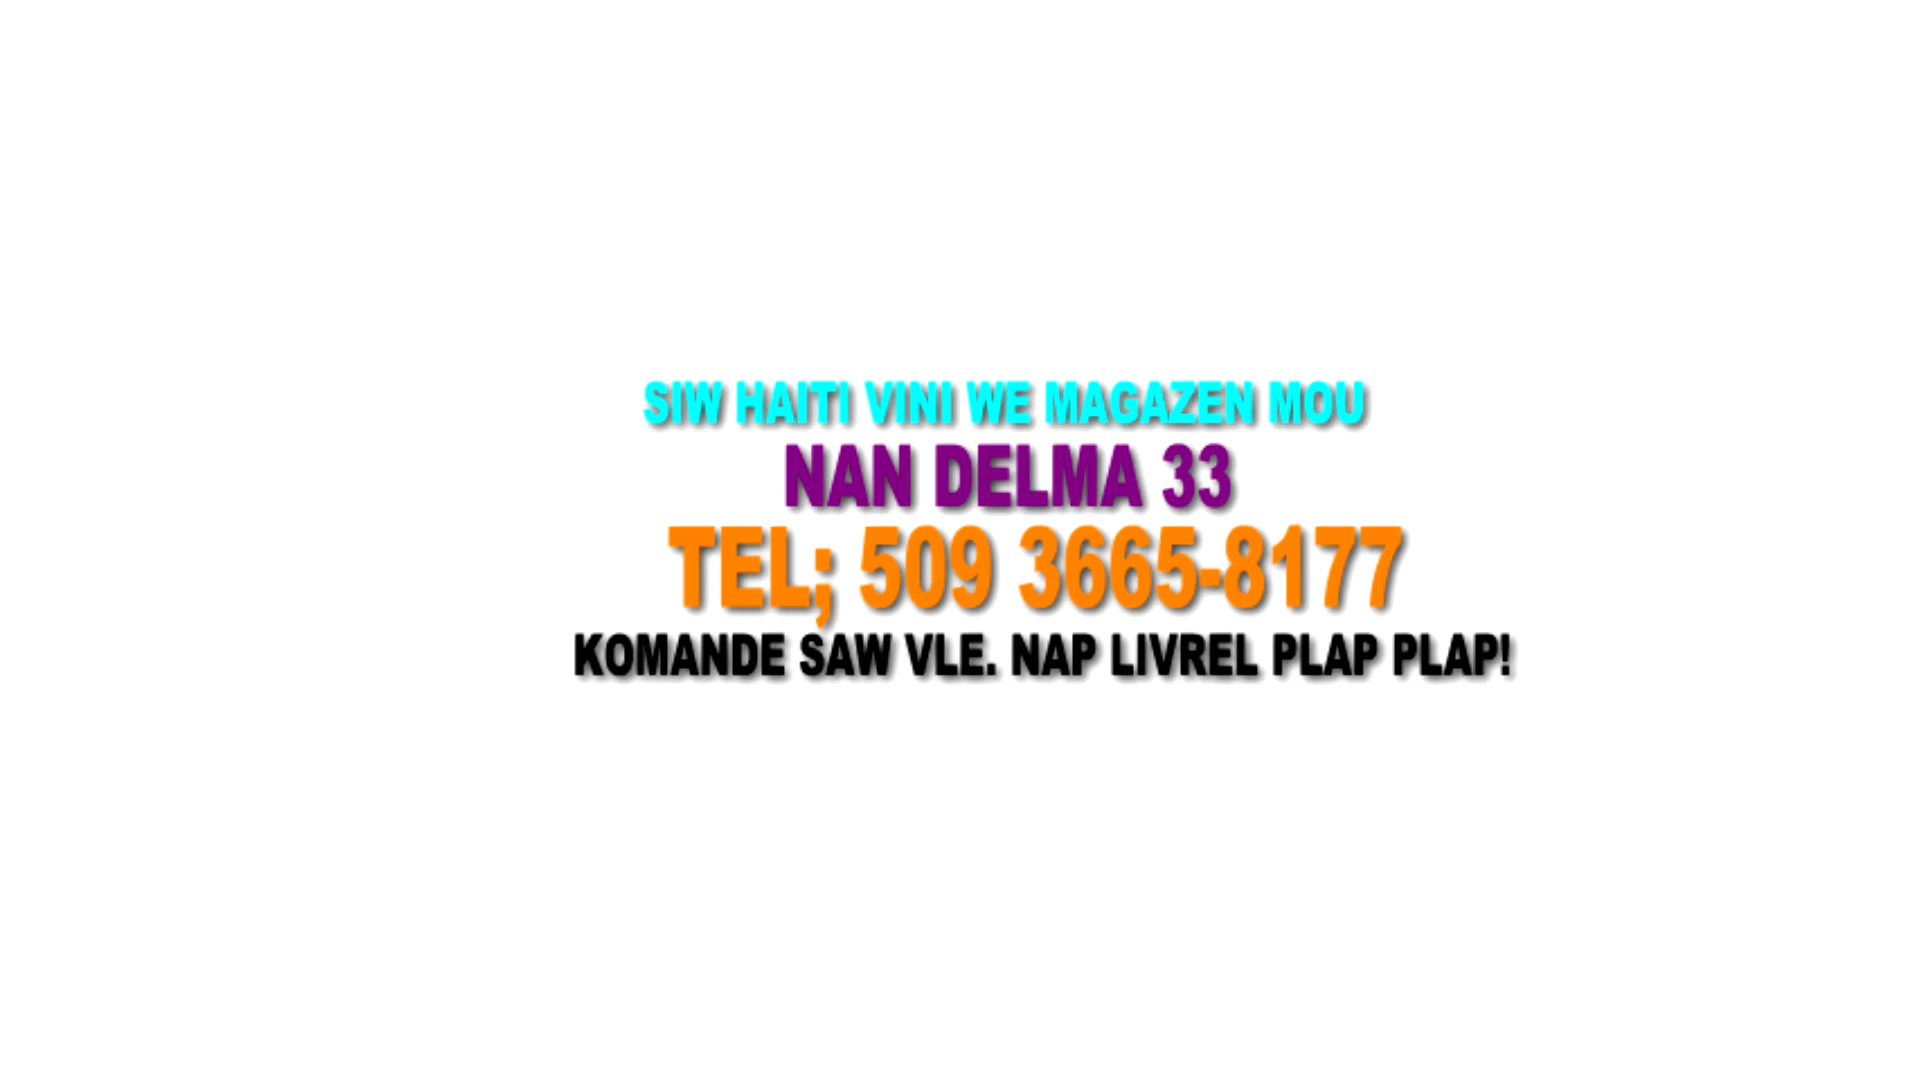 SIW HAITI VINI WE MAGAZEN MOU
NAN DELMA 33
TEL; 509 3665-8177
KOMANDE SAW VLE. NAP LIVREL PLAP PLAP!